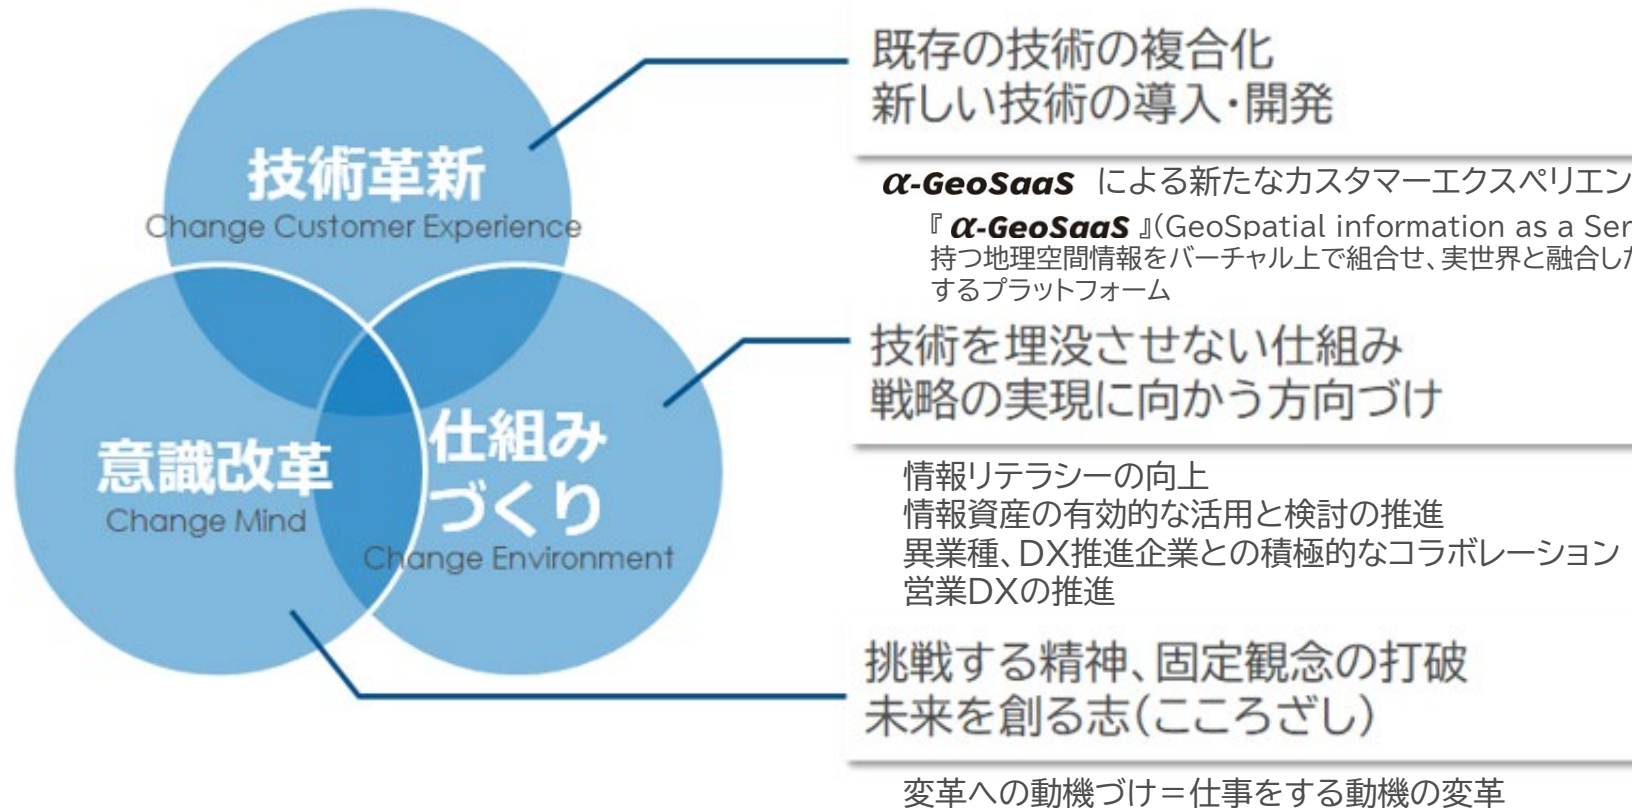 技術革新
Change Customer Experience
意識改革
Change Mind
仕組み
づくり
Change Environment
既存の技術の複合化
新しい技術の導入・開発
α-GeoSaaS による新たなカスタマーエクスペリエン
『α-GeoSaaS』(GeoSpatial information as a Ser
持つ地理空間情報をバーチャル上で組合せ、実世界と融合した
するプラットフォーム
技術を埋没させない仕組み
戦略の実現に向かう方向づけ
情報リテラシーの向上
情報資産の有効的な活用と検討の推進
異業種、DX推進企業との積極的なコラボレーション
営業DXの推進
挑戦する精神、固定観念の打破
未来を創る志(こころざし)
変革への動機づけ=仕事をする動機の変革